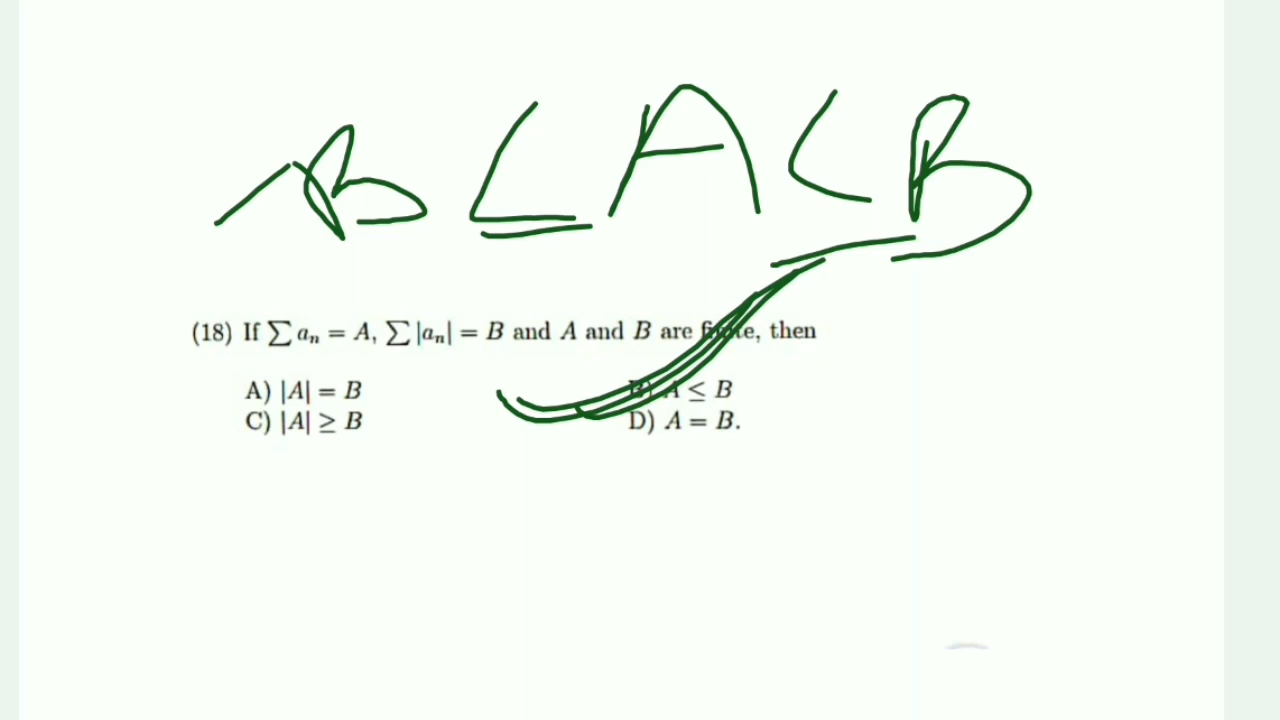 -B ≤ A ≤ B
(18) If ∑ aₙ = A, ∑ |aₙ| = B and A and B are finite, then
A) |A| = B B) A ≤ B
C) |A| ≥ B D) A = B.